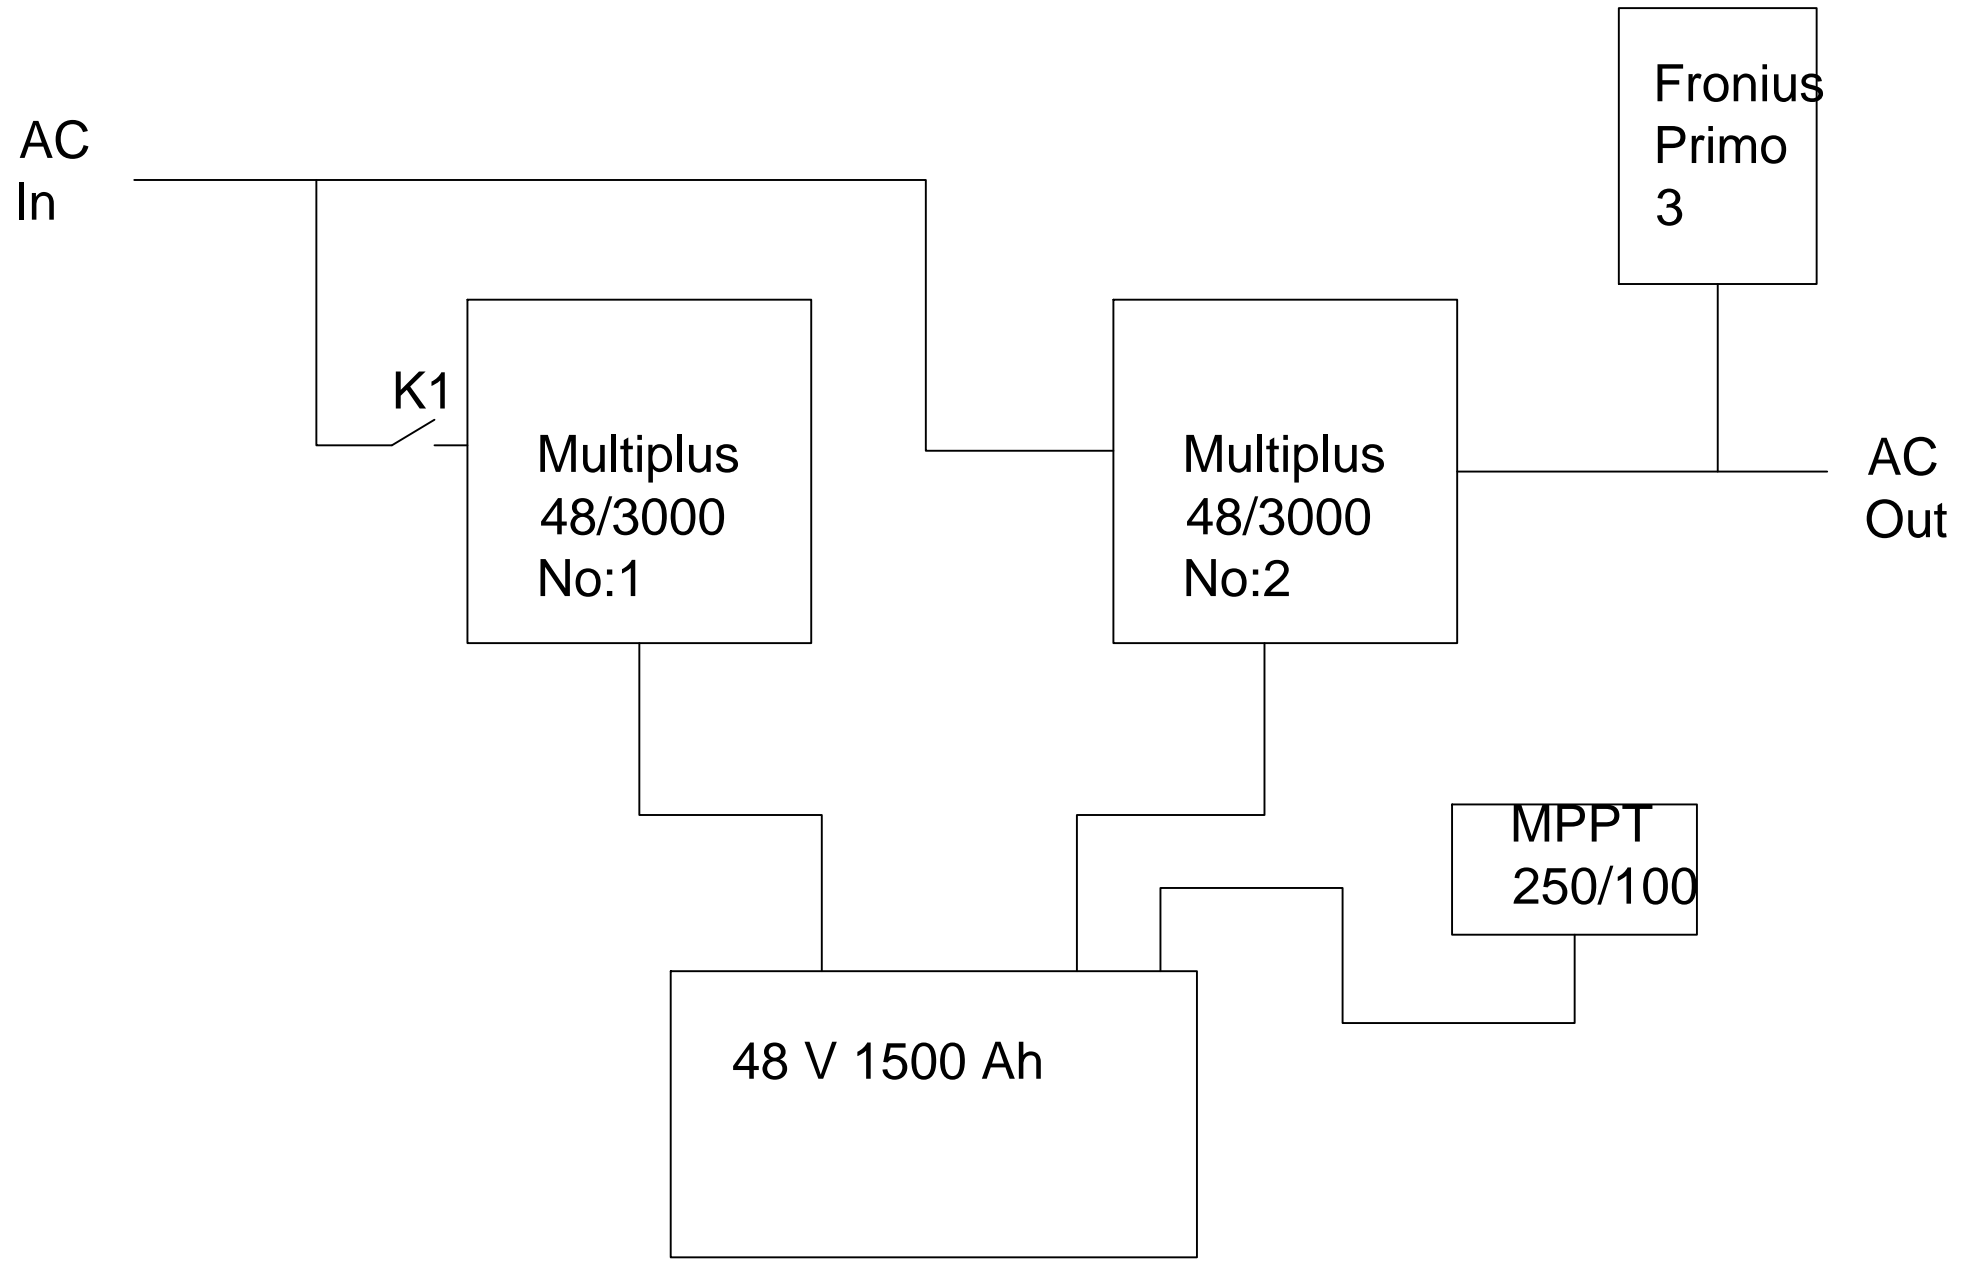 AC
In
Fronius
Primo
3
K1
Multiplus
48/3000
No:1
Multiplus
48/3000
No:2
AC
Out
MPPT
250/100
48 V 1500 Ah